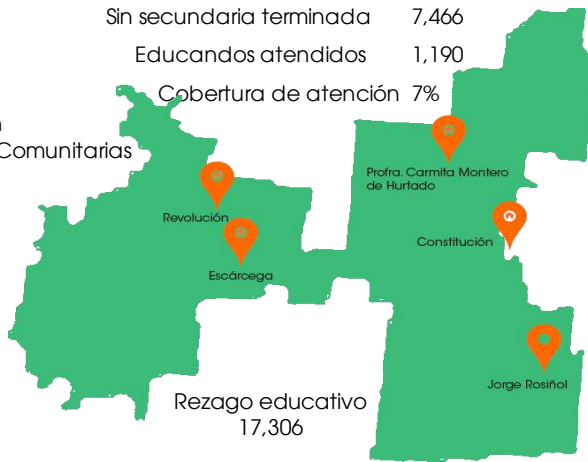 Sin secundaria terminada 7,466
Educandos atendidos 1,190
Cobertura de atención 7%
Comunitarias
Profra. Carmita Montero
de Hurtado
Revolución
Constitución
Escárcega
Jorge Rosiñol
Rezago educativo
17,306